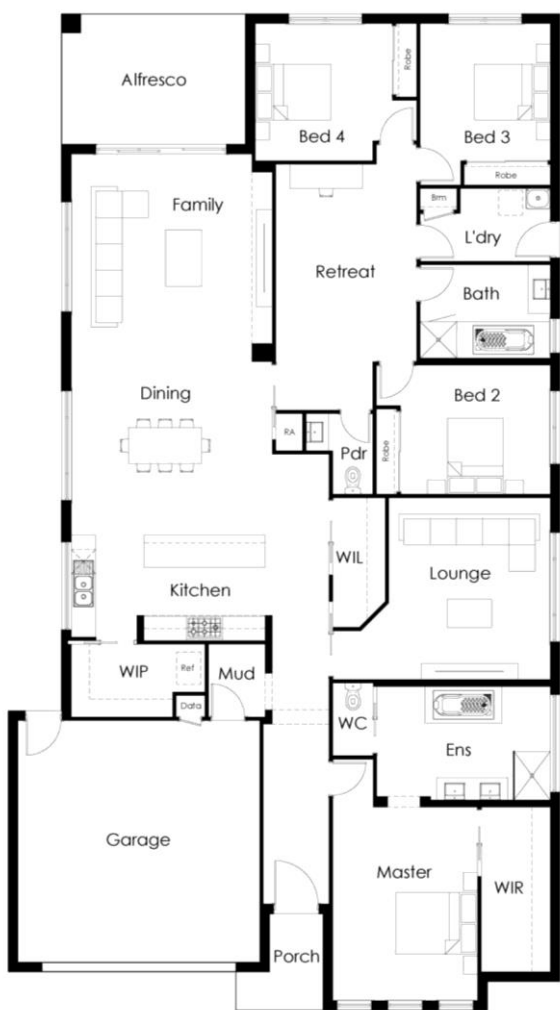 Alfresco
Bed 4
Robe
Bed 3
Robe
Family
Brm
L'dry
Retreat
Bath
Dining
Bed 2
RA
Pdr
Robe
WIL
Lounge
Kitchen
WIP
Ref
Mud
Data
WC
Ens
Garage
Master
WIR
Porch